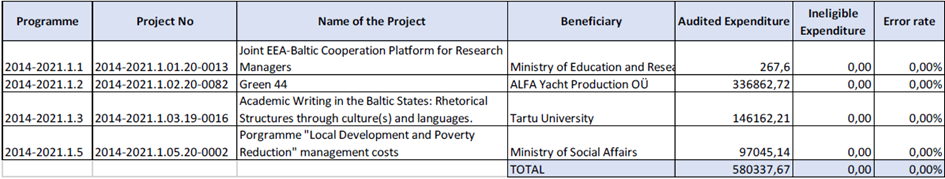 Programme Project No Name of the Project Beneficiary Audited Expenditure Ineligible Expenditure Error rate
2014-2021.1.1 2014-2021.1.01.20-0013 Joint EEA-Baltic Cooperation Platform for Research Managers Ministry of Education and Resea 267,6 0,00 0,00%
2014-2021.1.2 2014-2021.1.02.20-0082 Green 44 ALFA Yacht Production OÜ 336862,72 0,00 0,00%
2014-2021.1.3 2014-2021.1.03.19-0016 Academic Writing in the Baltic States: Rhetorical Structures through culture(s) and languages. Tartu University 146162,21 0,00 0,00%
2014-2021.1.5 2014-2021.1.05.20-0002 Porgramme "Local Development and Poverty Reduction" management costs Ministry of Social Affairs 97045,14 0,00 0,00%
TOTAL 580337,67 0,00 0,00%